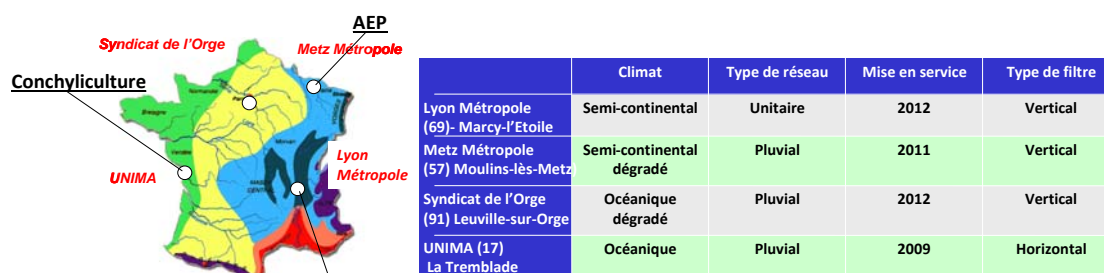 AEP
Syndicat de l'Orge
Metz Métropole
Conchyliculture
UNIMA
Lyon
Métropole
Climat Type de réseau Mise en service Type de filtre
Lyon Métropole Semi-continental Unitaire 2012 Vertical
(69)- Marcy-l'Etoile
Metz Métropole Semi-continental Pluvial 2011 Vertical
(57) Moulins-lès-Metz) dégradé
Syndicat de l'Orge Océanique Pluvial 2012 Vertical
(91) Leuville-sur-Orge dégradé
UNIMA (17) Océanique Pluvial 2009 Horizontal
La Tremblade